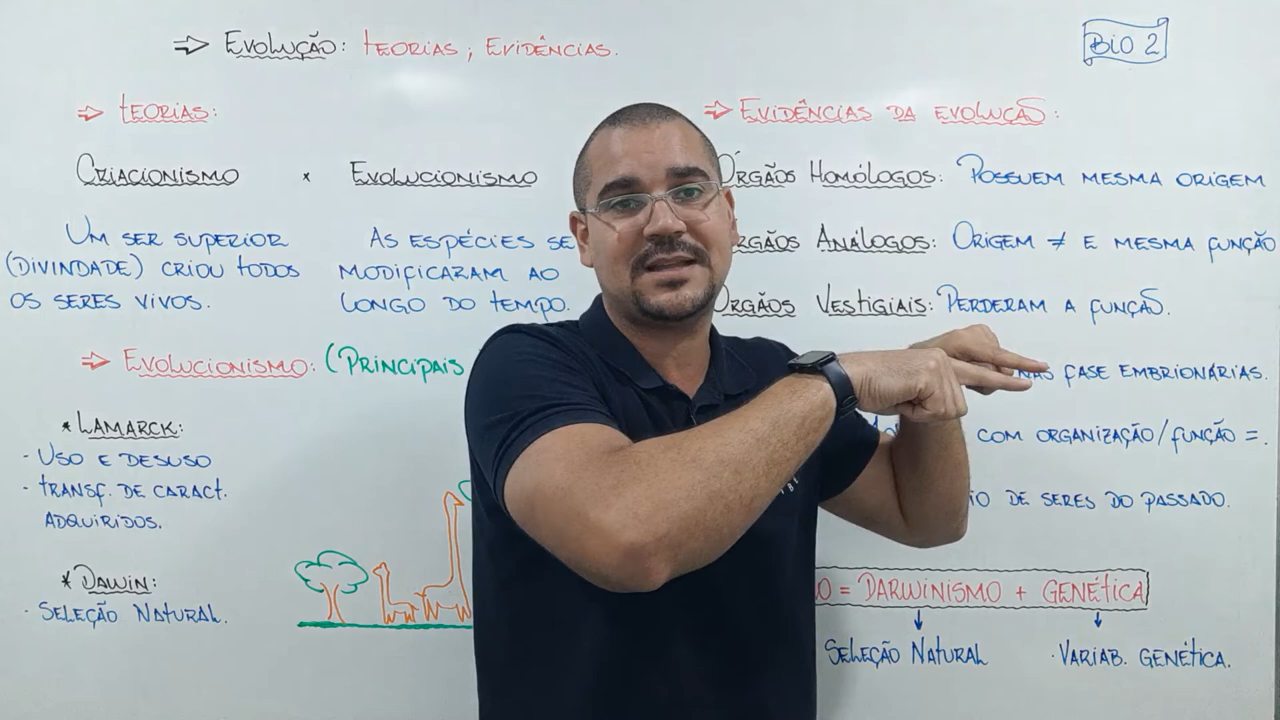 ⇒ Evolução: teorias ; Evidências.
Bio 2
⇒ teorias:
Criacionismo x Evolucionismo
Um ser superior
(divindade) criou todos
os seres vivos.
As espécies se
modificaram ao
longo do tempo.
⇒ Evolucionismo: (Principais
* Lamarck:
- Uso e desuso
- transf. de caract.
adquiridos.
* Dawin:
- Seleção Natural.
⇒ Evidências da evolução:
Órgãos Homólogos: Possuem mesma origem
Órgãos Análogos: Origem ≠ e mesma função
Órgãos Vestigiais: Perderam a função.
fase embrionárias.
com organização/função =.
de seres do passado.
= Darwinismo + Genética
Seleção Natural
· Variab. genética.